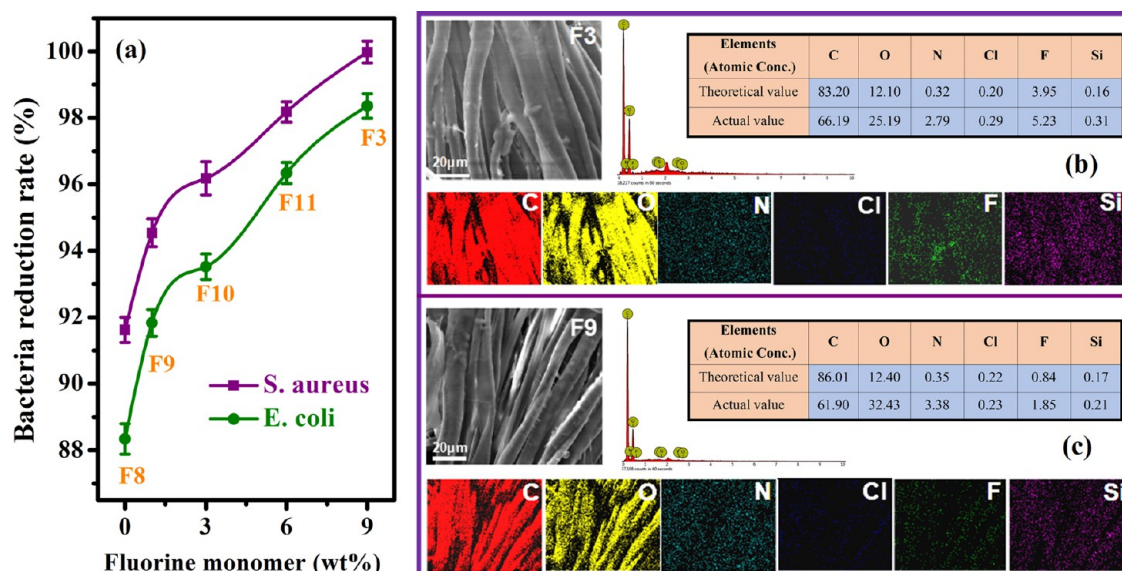 (a)
Bacteria reduction rate (%)
100
98
96
94
92
90
88
F3
F11
F10
F9
F8
S. aureus
E. coli
0 1 3 6 9
Fluorine monomer (wt%)
F3
20μm
Elements (Atomic Conc.) C O N Cl F Si
Theoretical value 83.20 12.10 0.32 0.20 3.95 0.16
Actual value 66.19 25.19 2.79 0.29 5.23 0.31
(b)
C O N Cl F Si
F9
20μm
Elements (Atomic Conc.) C O N Cl F Si
Theoretical value 86.01 12.40 0.35 0.22 0.84 0.17
Actual value 61.90 32.43 3.38 0.23 1.85 0.21
(c)
C O N Cl F Si